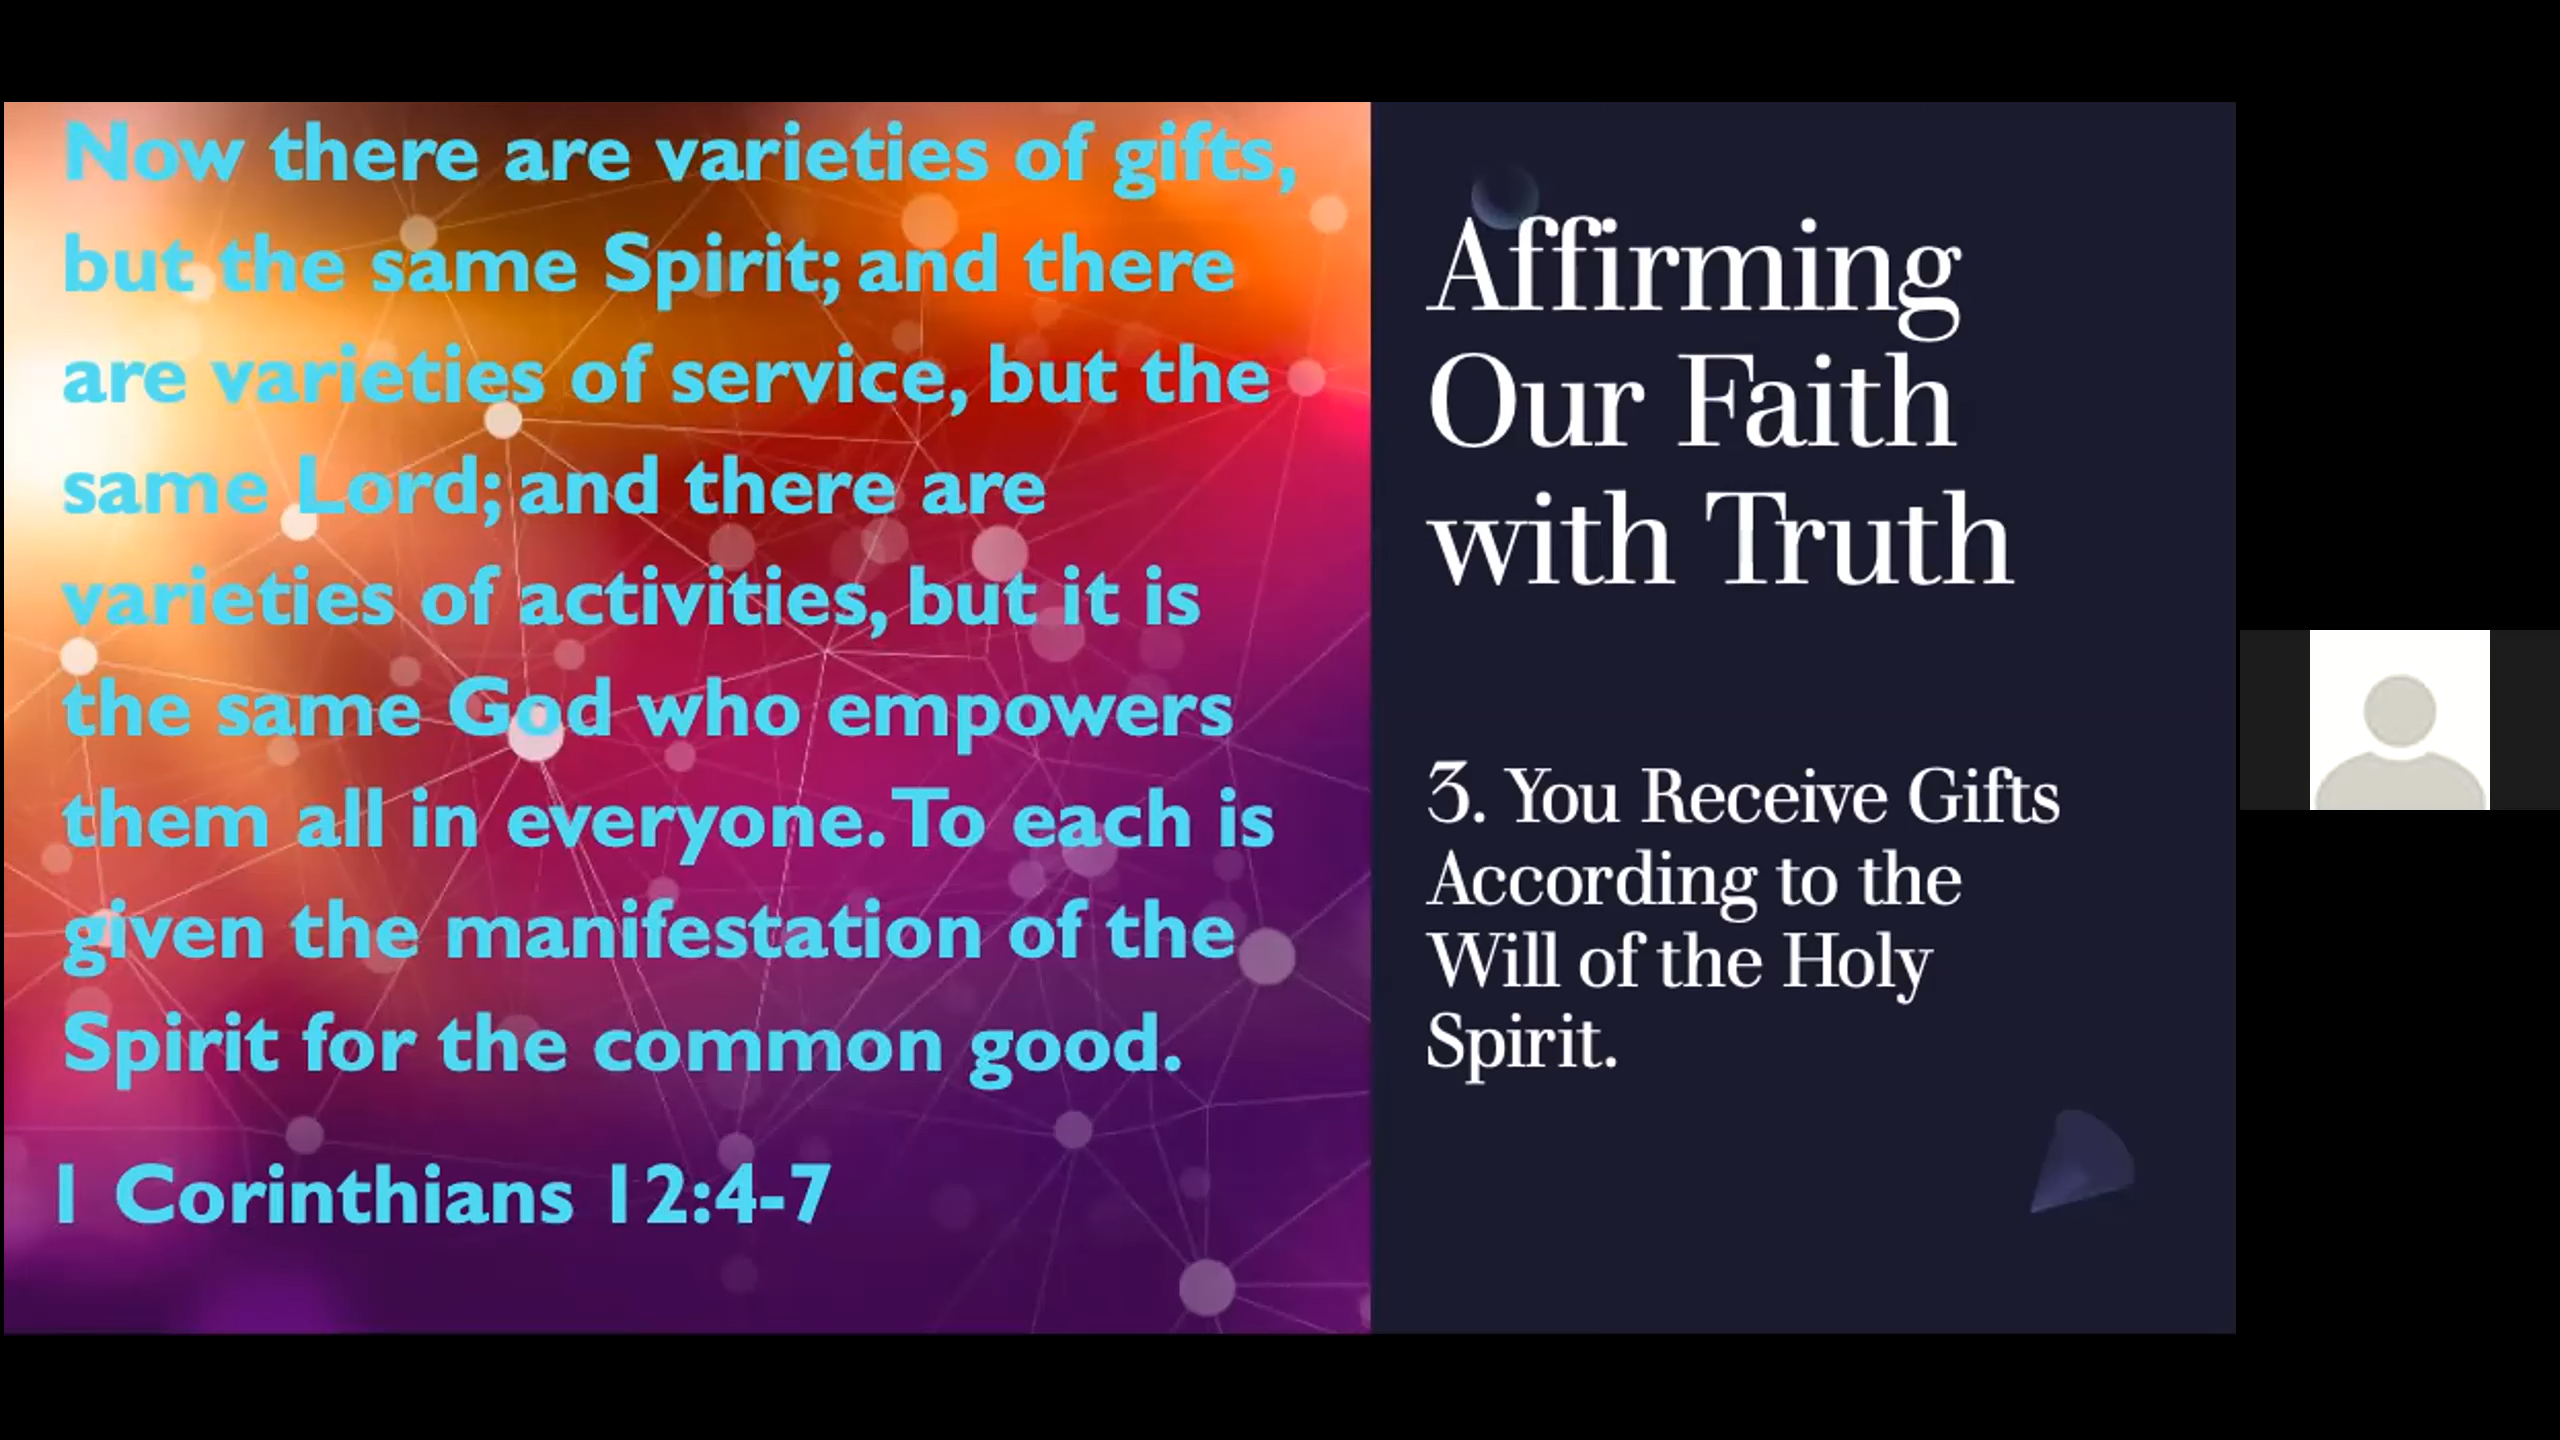 Now there are varieties of gifts,
but the same Spirit; and there
are varieties of service, but the
same Lord; and there are
varieties of activities, but it is
the same God who empowers
them all in everyone. To each is
given the manifestation of the
Spirit for the common good.
1 Corinthians 12:4-7
Affirming
Our Faith
with Truth
3. You Receive Gifts
According to the
Will of the Holy
Spirit.